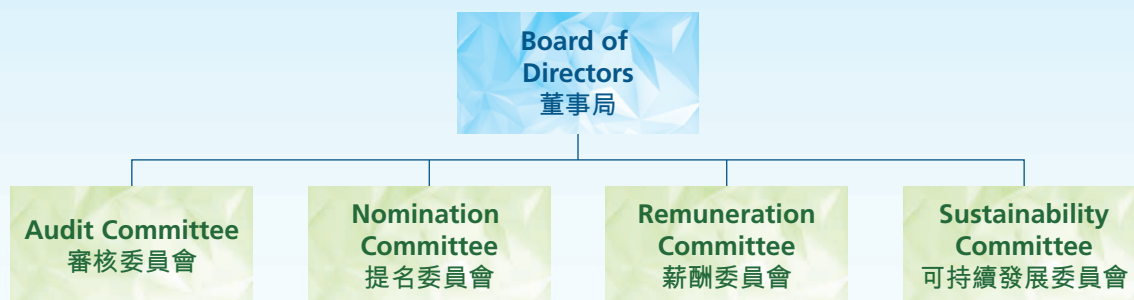 Board of
Directors
董事局
Audit Committee
審核委員會
Nomination
Committee
提名委員會
Remuneration
Committee
薪酬委員會
Sustainability
Committee
可持續發展委員會